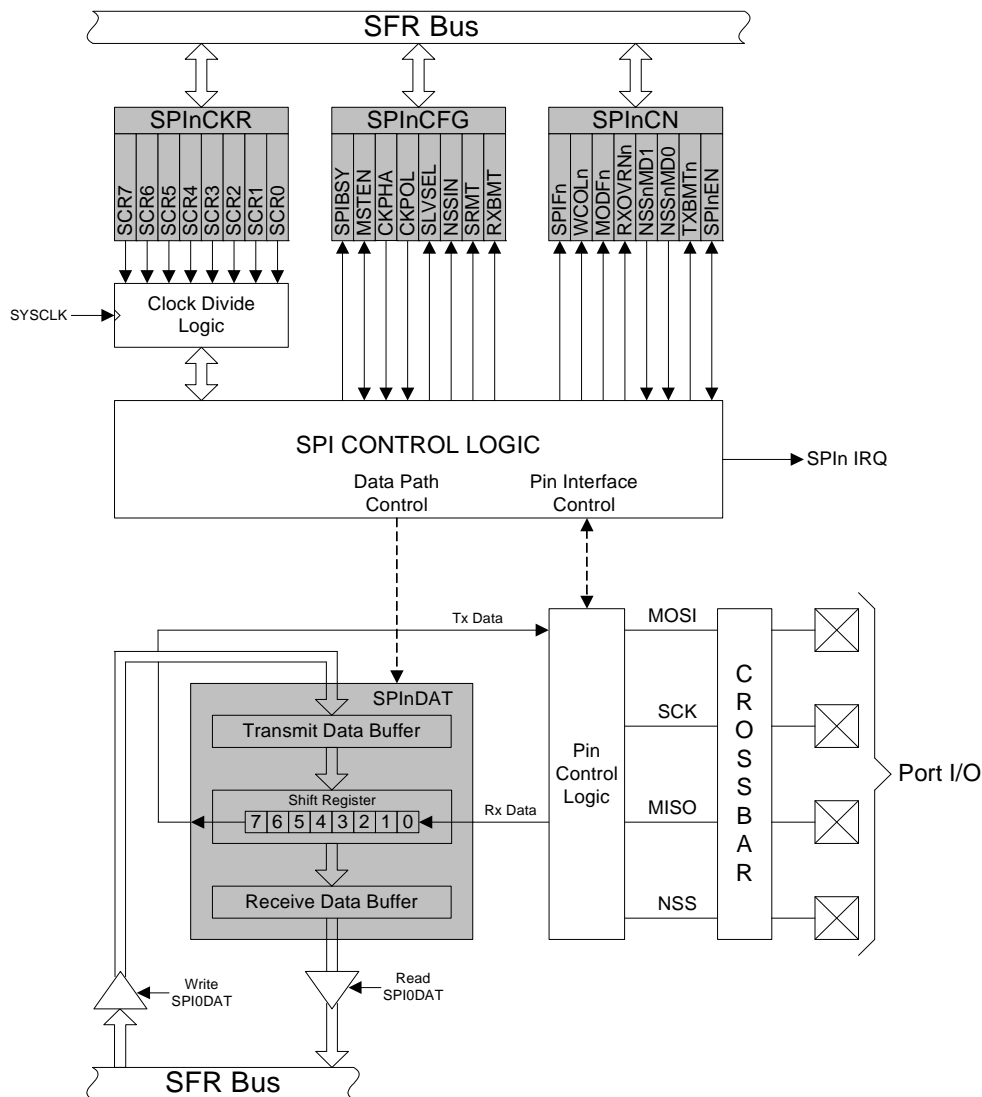 SFR Bus
SPInCKR
SCR7
SCR6
SCR5
SCR4
SCR3
SCR2
SCR1
SCR0
SPInCFG
SPIBSY
MSTEN
CKPHA
CKPOL
SLVSEL
NSSIN
SRMT
RXBMT
SPInCN
SPIFn
WCOLn
MODFn
RXOVRNn
NSSnMD1
NSSnMD0
TXBMTn
SPInEN
SYSCLK
Clock Divide
Logic
SPI CONTROL LOGIC
Data Path
Control
Pin Interface
Control
SPIn IRQ
Tx Data
SPInDAT
Transmit Data Buffer
Shift Register
7 6 5 4 3 2 1 0
Rx Data
Receive Data Buffer
Pin
Control
Logic
MOSI
SCK
MISO
NSS
CROSSBAR
Port I/O
Write
SPI0DAT
Read
SPI0DAT
SFR Bus